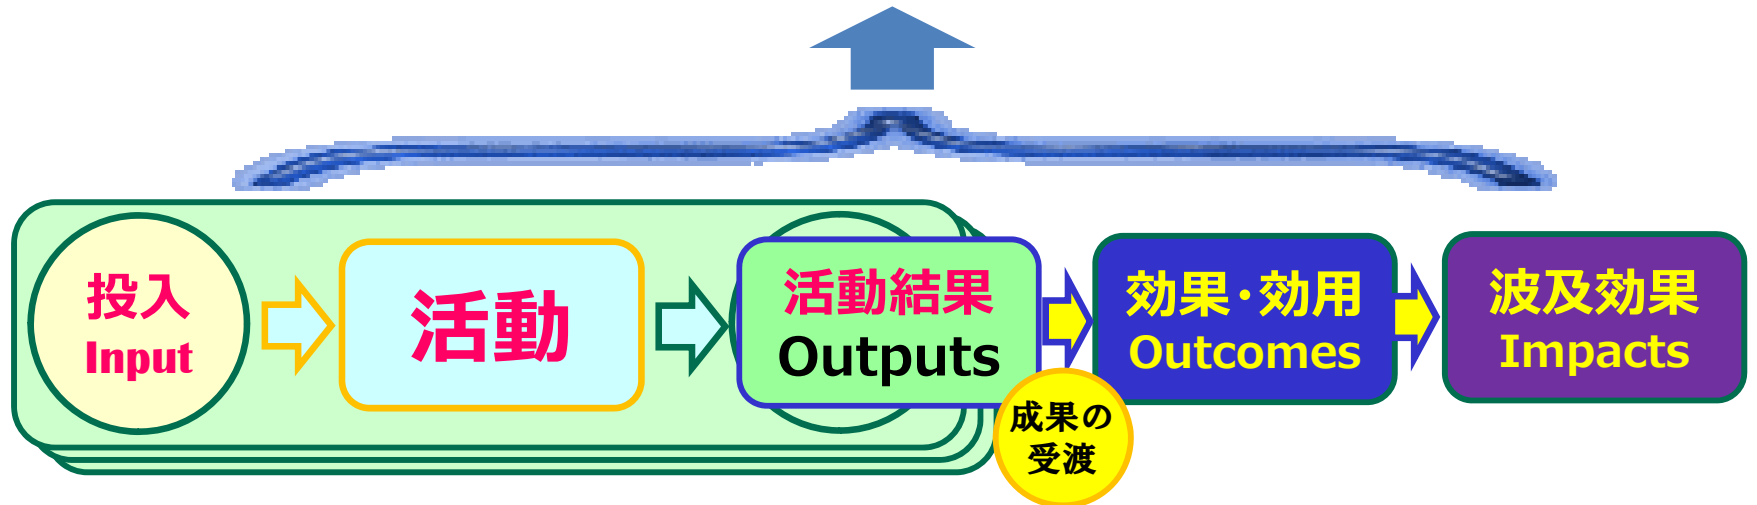 投入
Input
活動
活動結果
Outputs
成果の
受渡
効果・効用
Outcomes
波及効果
Impacts